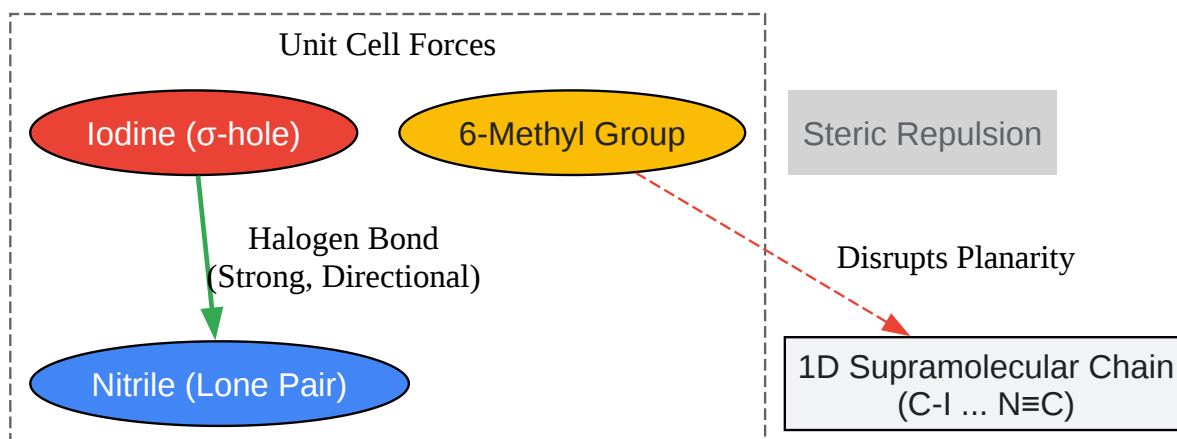 Unit Cell Forces
Iodine (σ-hole)
6-Methyl Group
Steric Repulsion
Halogen Bond
(Strong, Directional)
Disrupts Planarity
Nitrile (Lone Pair)
1D Supramolecular Chain
(C-I ... N≡C)